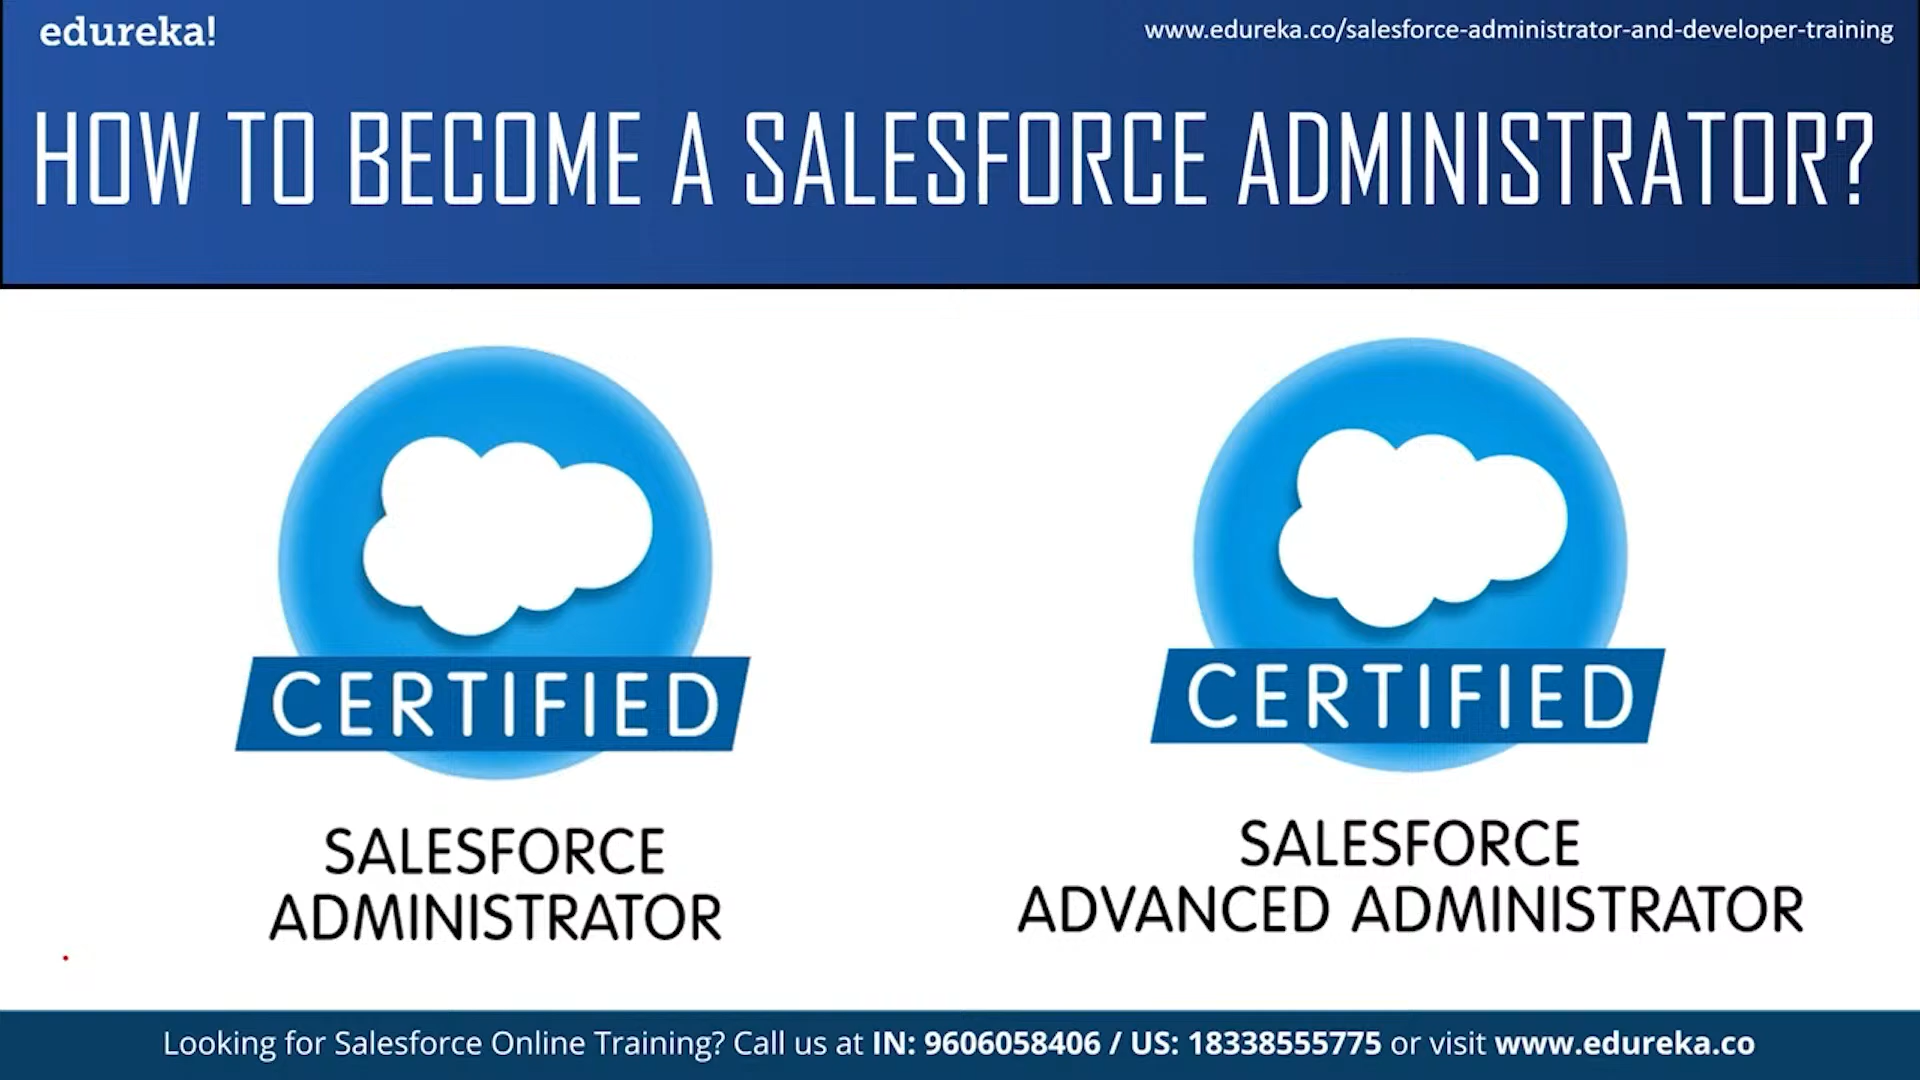 edureka!
www.edureka.co/salesforce-administrator-and-developer-training
HOW TO BECOME A SALESFORCE ADMINISTRATOR?
CERTIFIED
SALESFORCE
ADMINISTRATOR
CERTIFIED
SALESFORCE
ADVANCED ADMINISTRATOR
Looking for Salesforce Online Training? Call us at IN: 9606058406 / US: 18338555775 or visit www.edureka.co